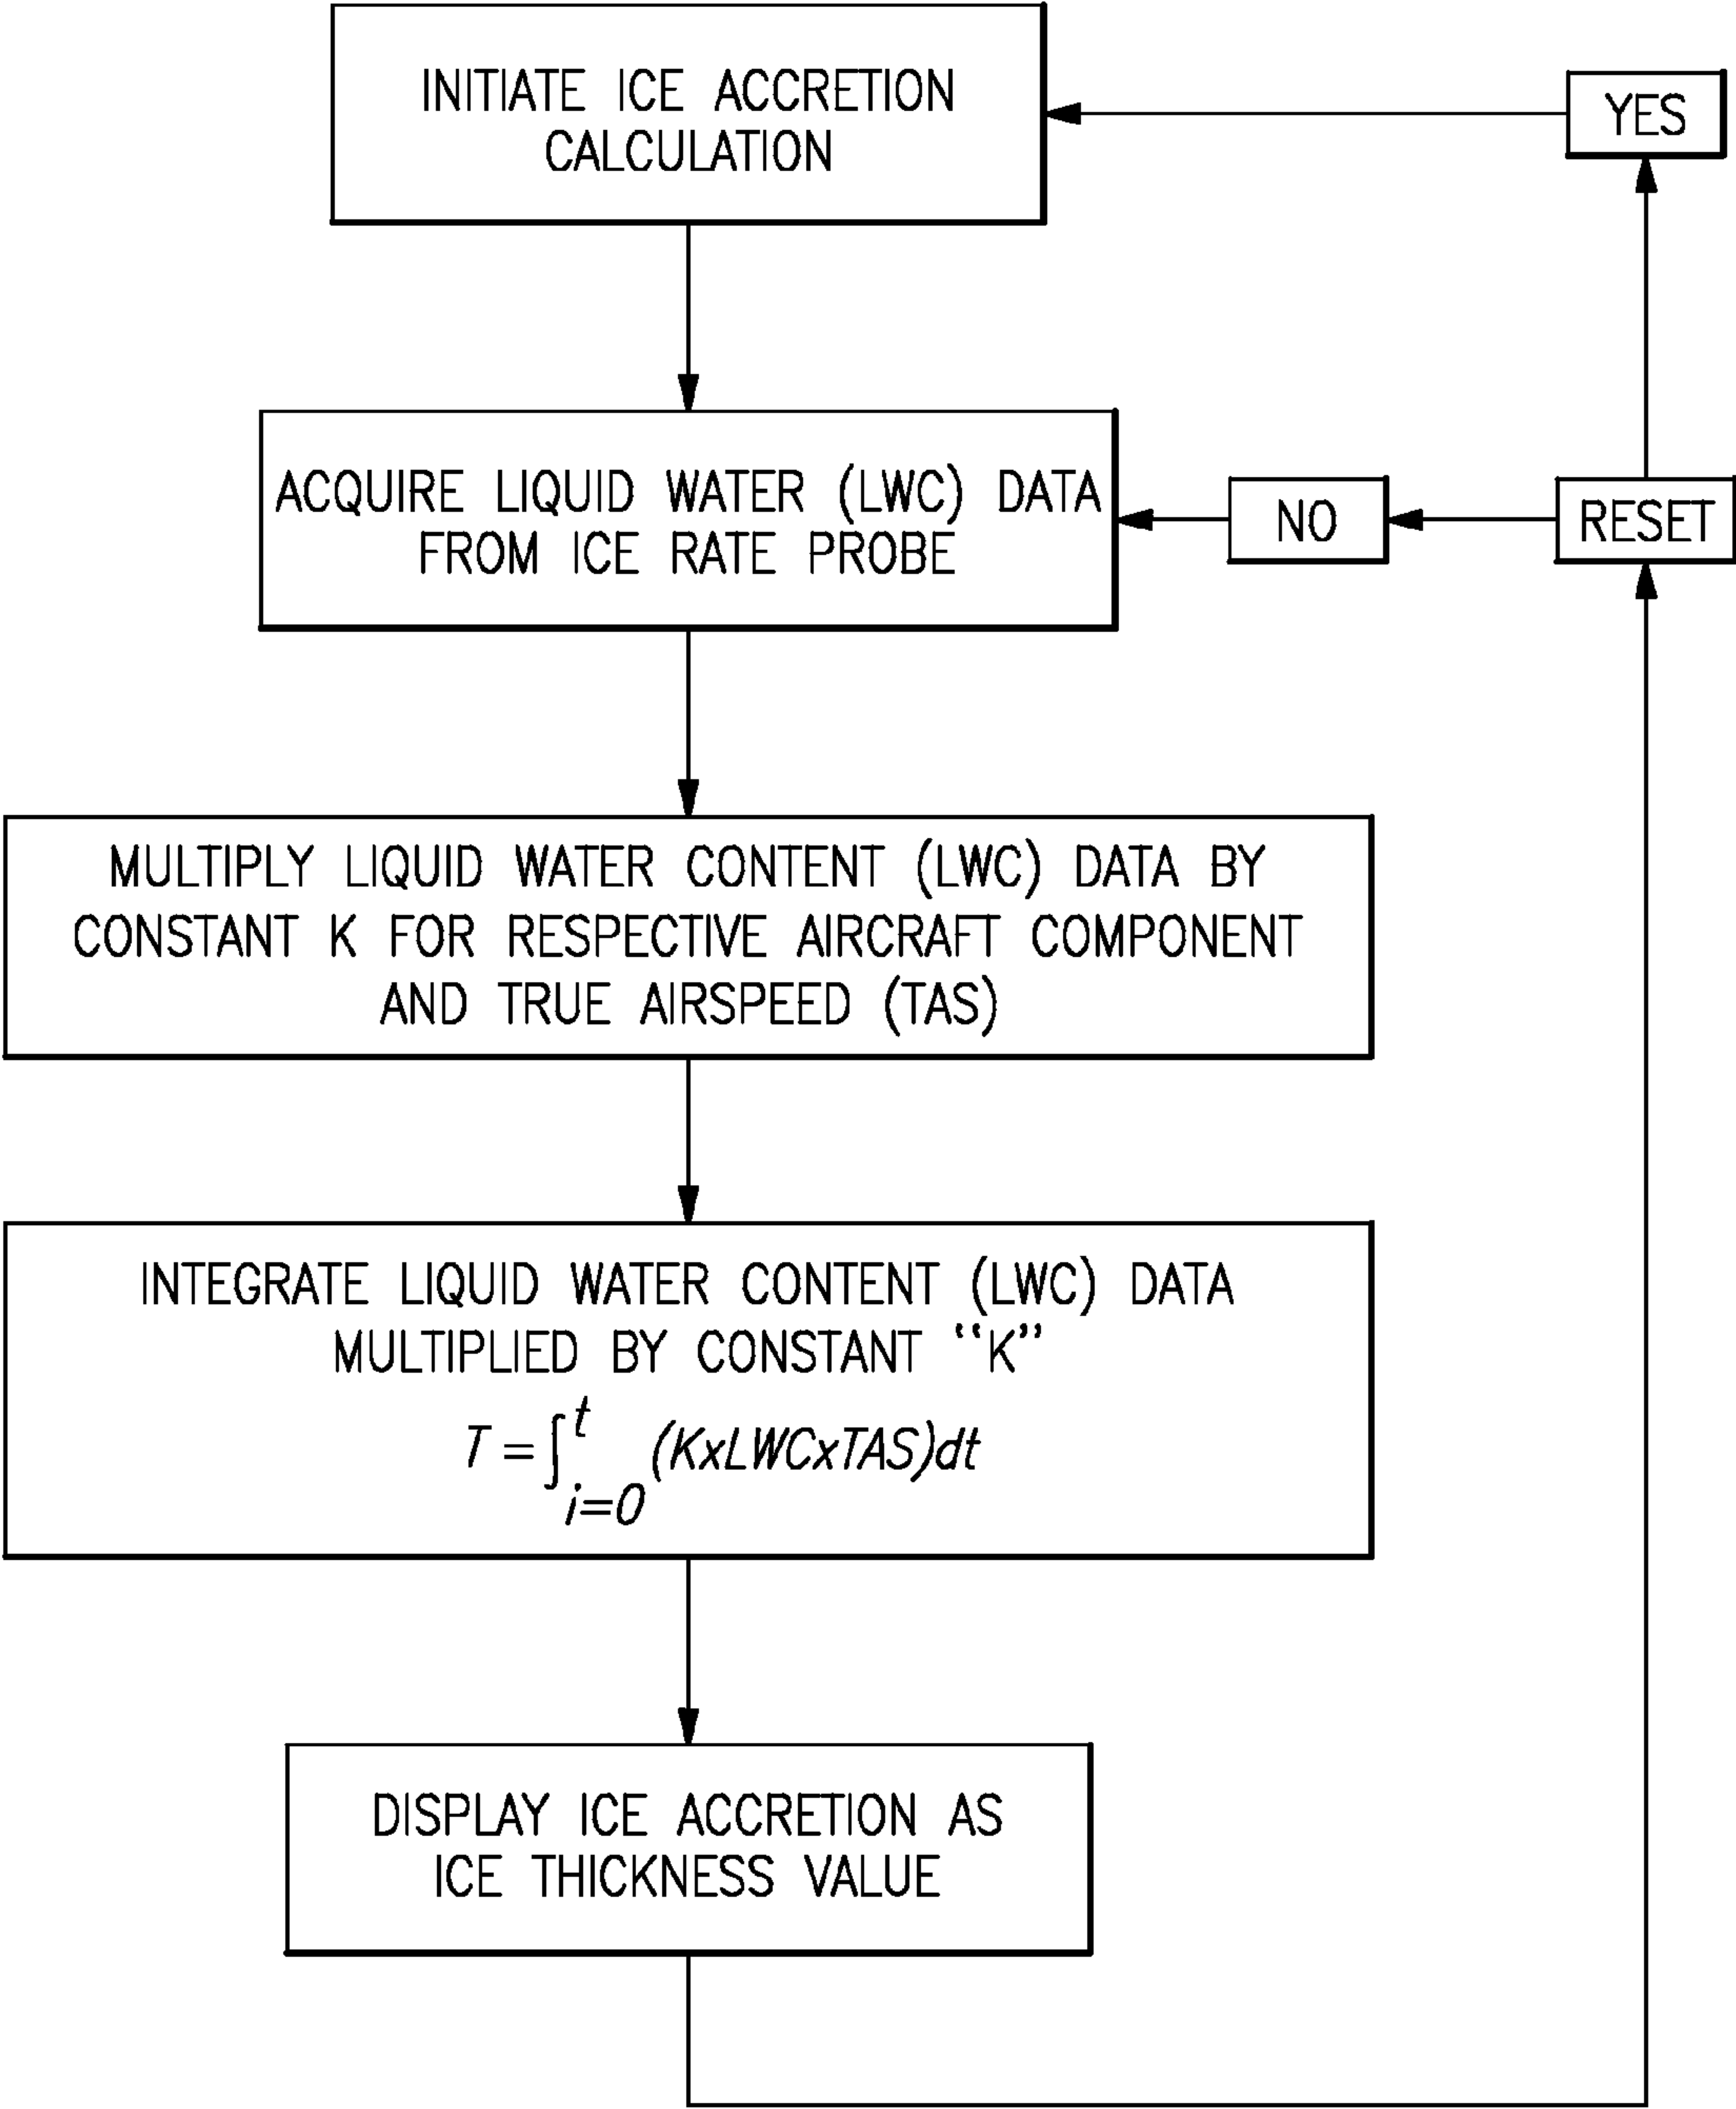 INITIATE ICE ACCRETION
CALCULATION
YES
ACQUIRE LIQUID WATER (LWC) DATA
FROM ICE RATE PROBE
NO
RESET
MULTIPLY LIQUID WATER CONTENT (LWC) DATA BY
CONSTANT K FOR RESPECTIVE AIRCRAFT COMPONENT
AND TRUE AIRSPEED (TAS)
INTEGRATE LIQUID WATER CONTENT (LWC) DATA
MULTIPLIED BY CONSTANT “K”
T = ∫ t i=0 (KxLWCxTAS)dt
DISPLAY ICE ACCRETION AS
ICE THICKNESS VALUE